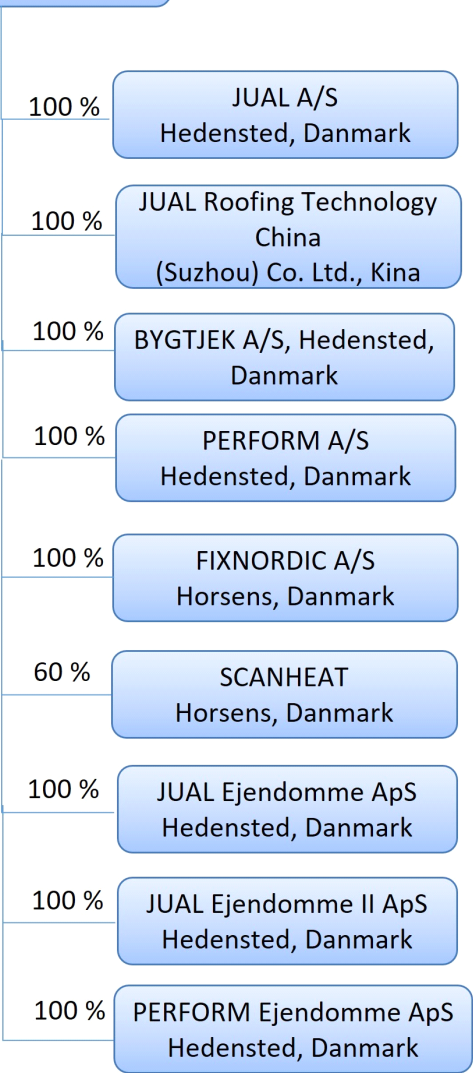 100 %
JUAL A/S
Hedensted, Danmark
100 %
JUAL Roofing Technology
China
(Suzhou) Co. Ltd., Kina
100 %
BYGTJEK A/S, Hedensted,
Danmark
100 %
PERFORM A/S
Hedensted, Danmark
100 %
FIXNORDIC A/S
Horsens, Danmark
60 %
SCANHEAT
Horsens, Danmark
100 %
JUAL Ejendomme ApS
Hedensted, Danmark
100 %
JUAL Ejendomme II ApS
Hedensted, Danmark
100 %
PERFORM Ejendomme ApS
Hedensted, Danmark